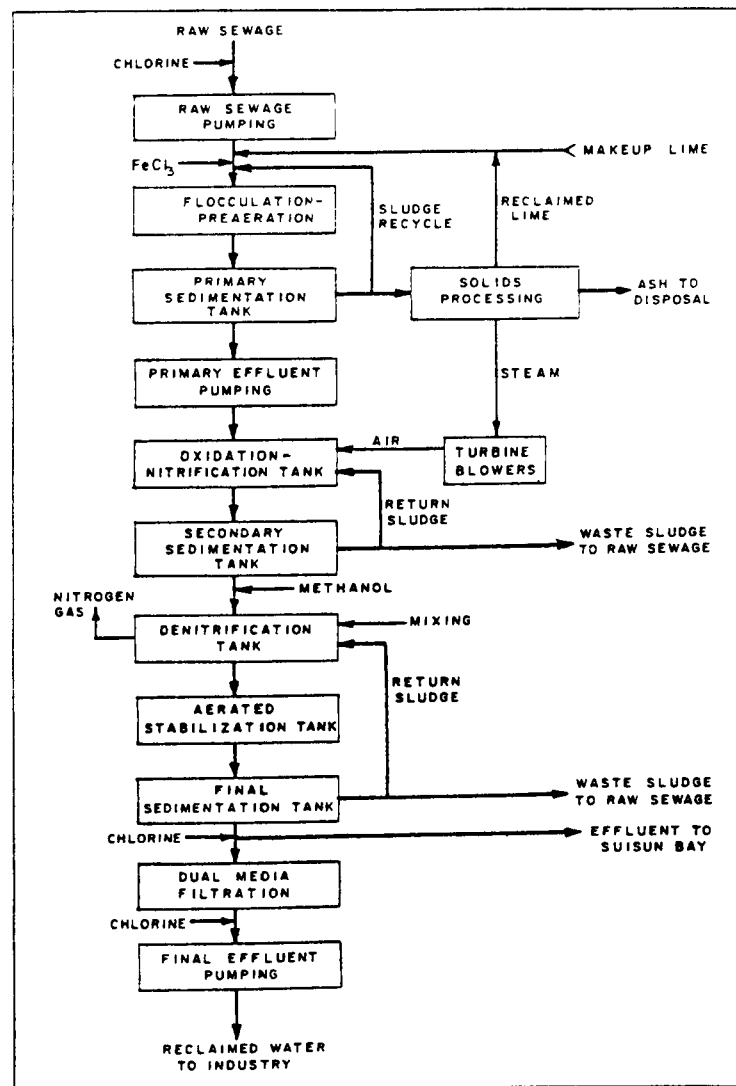 RAW SEWAGE
CHLORINE
RAW SEWAGE
PUMPING
MAKEUP LIME
FeCl3
FLOCCULATION-
PREAERATION
SLUDGE
RECYCLE
RECLAIMED
LIME
PRIMARY
SEDIMENTATION
TANK
SOLIDS
PROCESSING
ASH TO
DISPOSAL
PRIMARY EFFLUENT
PUMPING
STEAM
OXIDATION-
NITRIFICATION TANK
AIR
TURBINE
BLOWERS
RETURN
SLUDGE
SECONDARY
SEDIMENTATION
TANK
WASTE SLUDGE
TO RAW SEWAGE
METHANOL
NITROGEN
GAS
DENITRIFICATION
TANK
MIXING
RETURN
SLUDGE
AERATED
STABILIZATION TANK
FINAL
SEDIMENTATION TANK
WASTE SLUDGE
TO RAW SEWAGE
CHLORINE
EFFLUENT TO
SUISUN BAY
DUAL MEDIA
FILTRATION
CHLORINE
FINAL EFFLUENT
PUMPING
RECLAIMED WATER
TO INDUSTRY